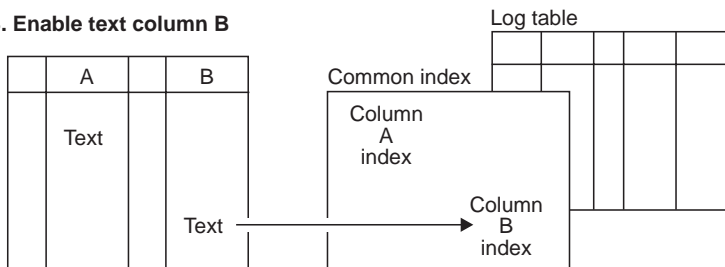 . Enable text column B
Log table
A
B
Common index
Text
Column
A
index
Text
Column
B
index